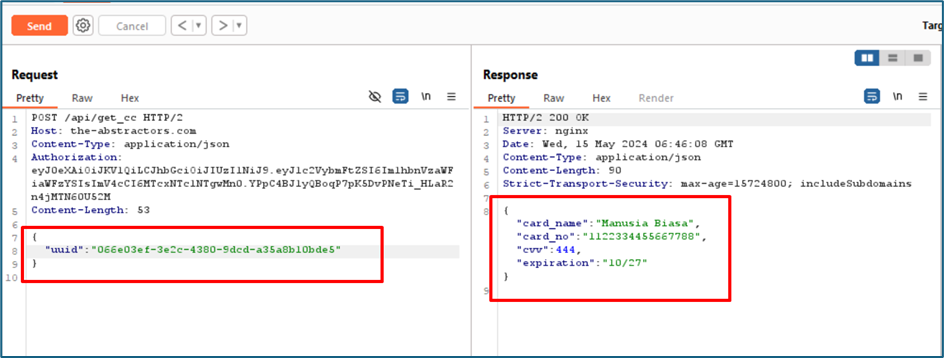 Send Cancel < > Targ
Request
Pretty Raw Hex \n
1 POST /api/get_cc HTTP/2
2 Host: the-abstractors.com
3 Content-Type: application/json
4 Authorization:
5 Content-Length: 53
6
7 {
8 "uuid":"066e03ef-3e2c-4380-9dcd-a35a8b10bde5"
9 }
10
Response
Pretty Raw Hex Render \n
1 HTTP/2 200 OK
2 Server: nginx
3 Date: Wed, 15 May 2024 06:46:08 GMT
4 Content-Type: application/json
5 Content-Length: 90
6 Strict-Transport-Security: max-age=15724800; includeSubdomains
7
8 {
"card_name":"Manusia Biasa",
"card_no":"1122334455667788",
"cvv":444,
"expiration":"10/27"
}
9